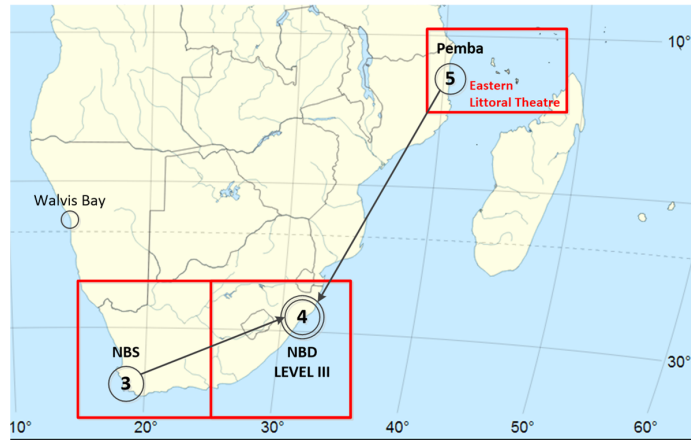 10°
Pemba
5
Eastern
Littoral Theatre
Walvis Bay
4
NBS
NBD
LEVEL III
3
30°
10°
20°
30°
40°
50°
60°